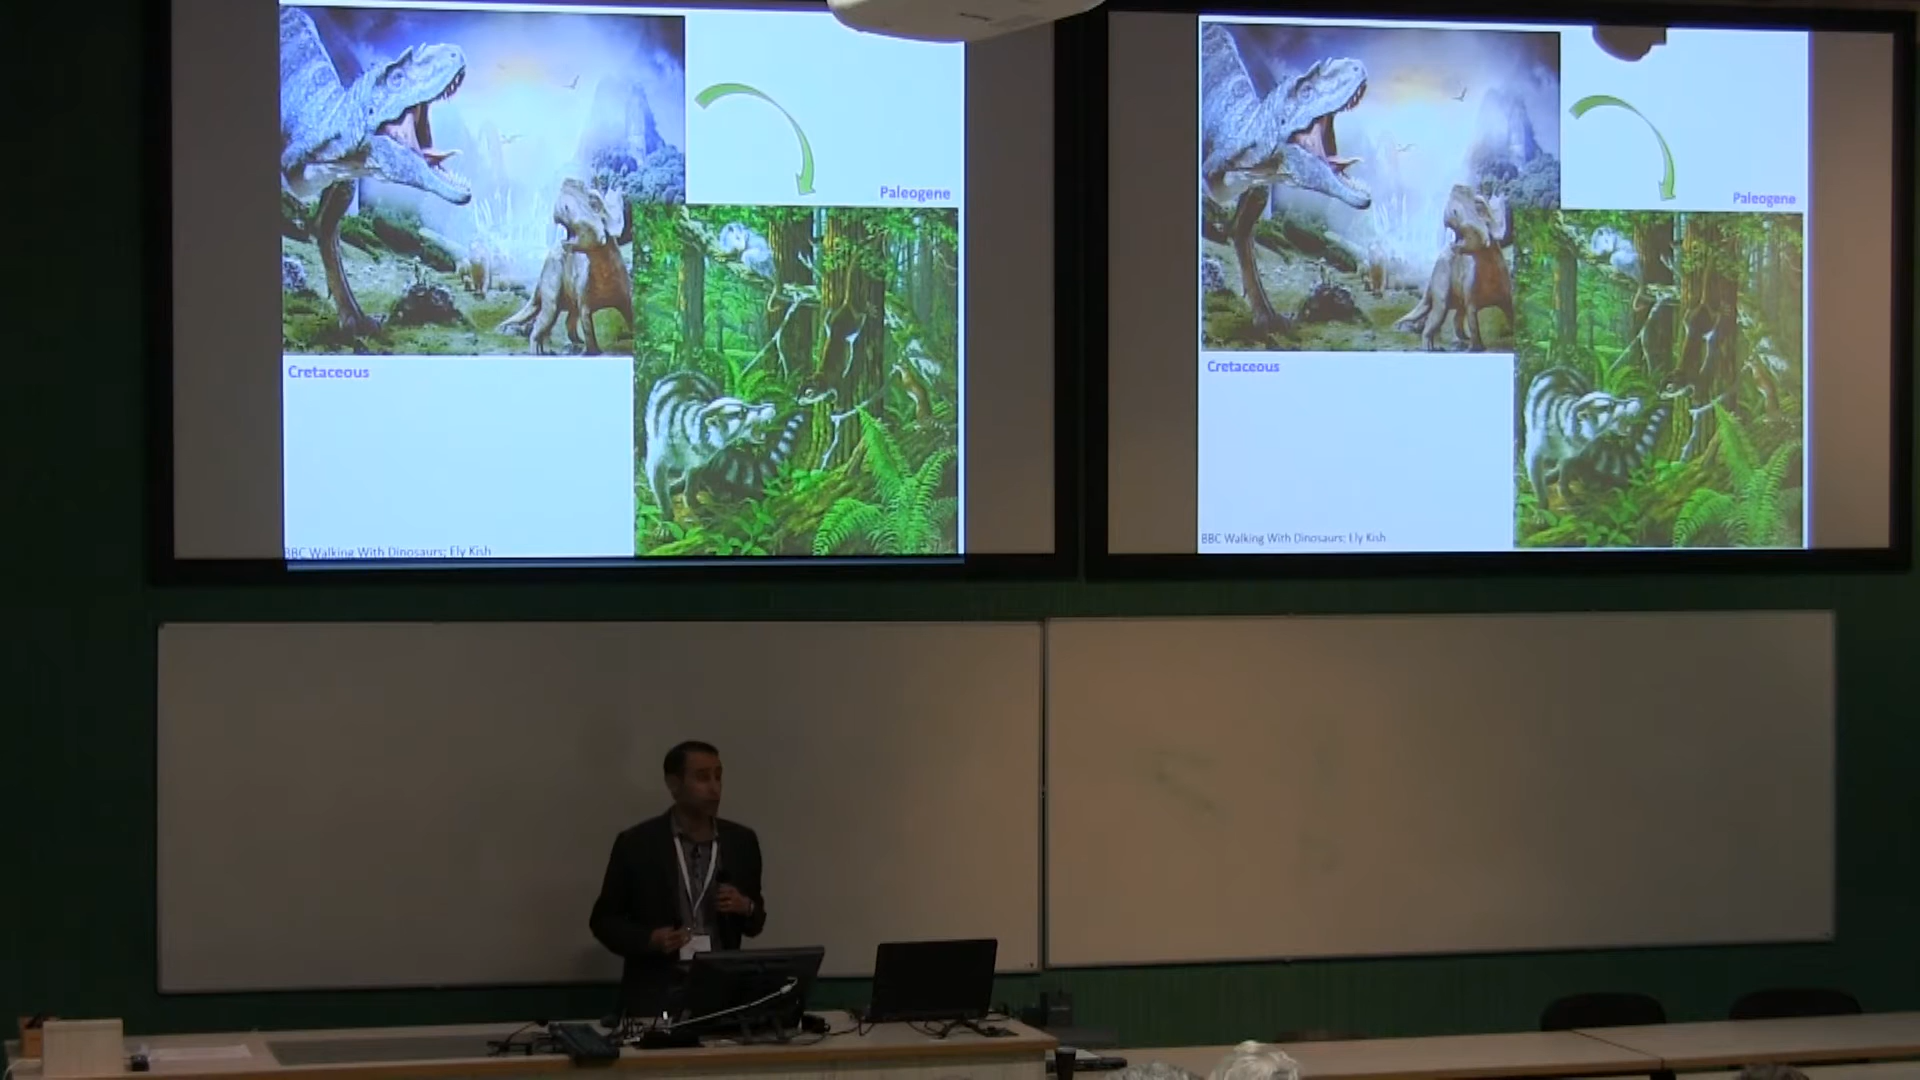 Paleogene
Cretaceous
BBC Walking With Dinosaurs; Ely Kish
Paleogene
Cretaceous
BBC Walking With Dinosaurs; Ely Kish